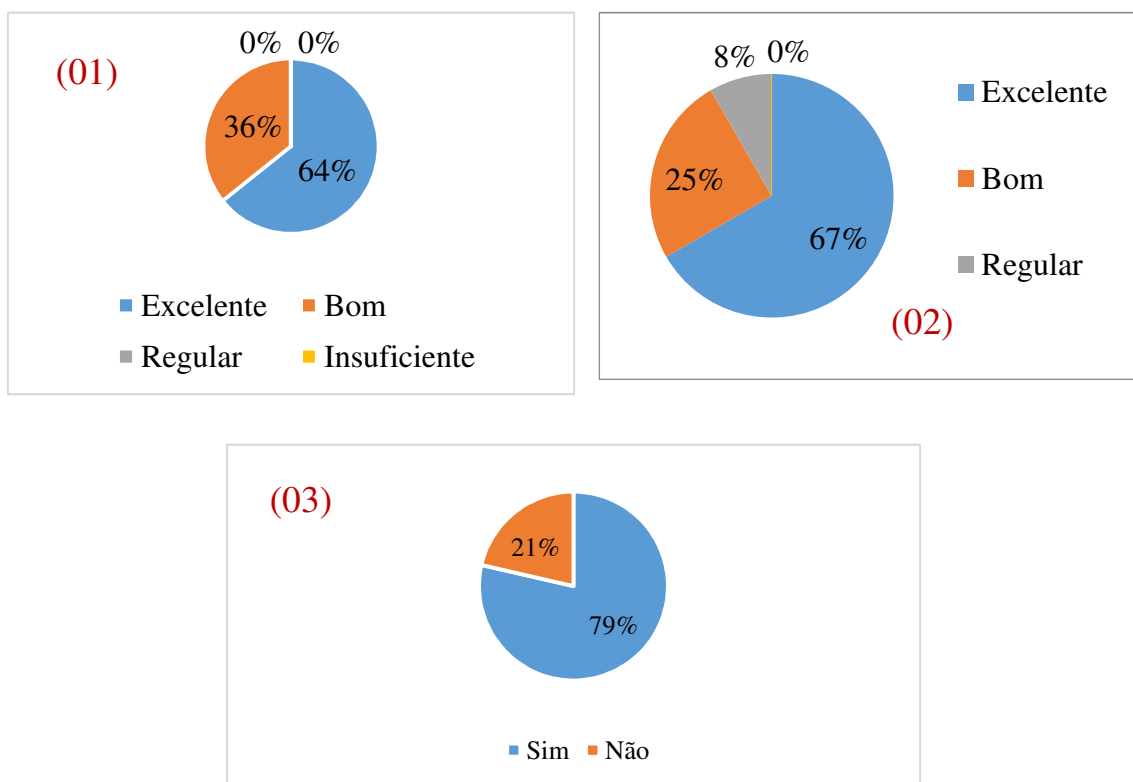 (01)
0% 0%
36%
64%
Excelente Bom
Regular Insuficiente
8% 0%
25%
67%
Excelente
Bom
Regular
(02)
(03)
21%
79%
Sim Não